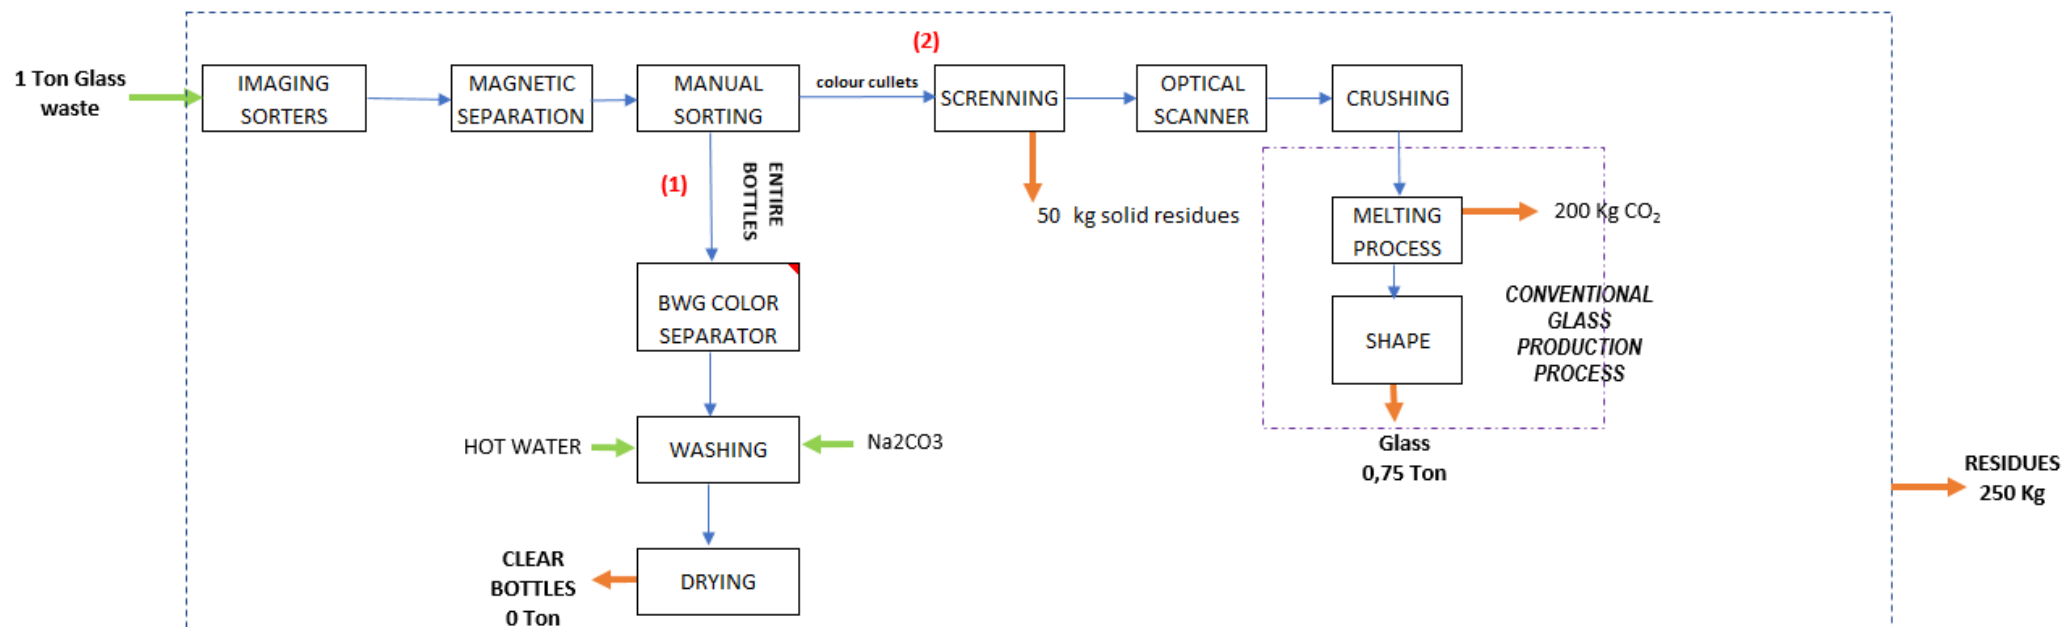 1 Ton Glass
waste
IMAGING
SORTERS
MAGNETIC
SEPARATION
MANUAL
SORTING
colour cullets
(2)
SCRENNING
OPTICAL
SCANNER
CRUSHING
(1)
ENTIRE
BOTTLES
50 kg solid residues
MELTING
PROCESS
200 Kg CO₂
BWG COLOR
SEPARATOR
SHAPE
CONVENTIONAL
GLASS
PRODUCTION
PROCESS
HOT WATER
WASHING
Na2CO3
Glass
0,75 Ton
RESIDUES
250 Kg
CLEAR
BOTTLES
0 Ton
DRYING